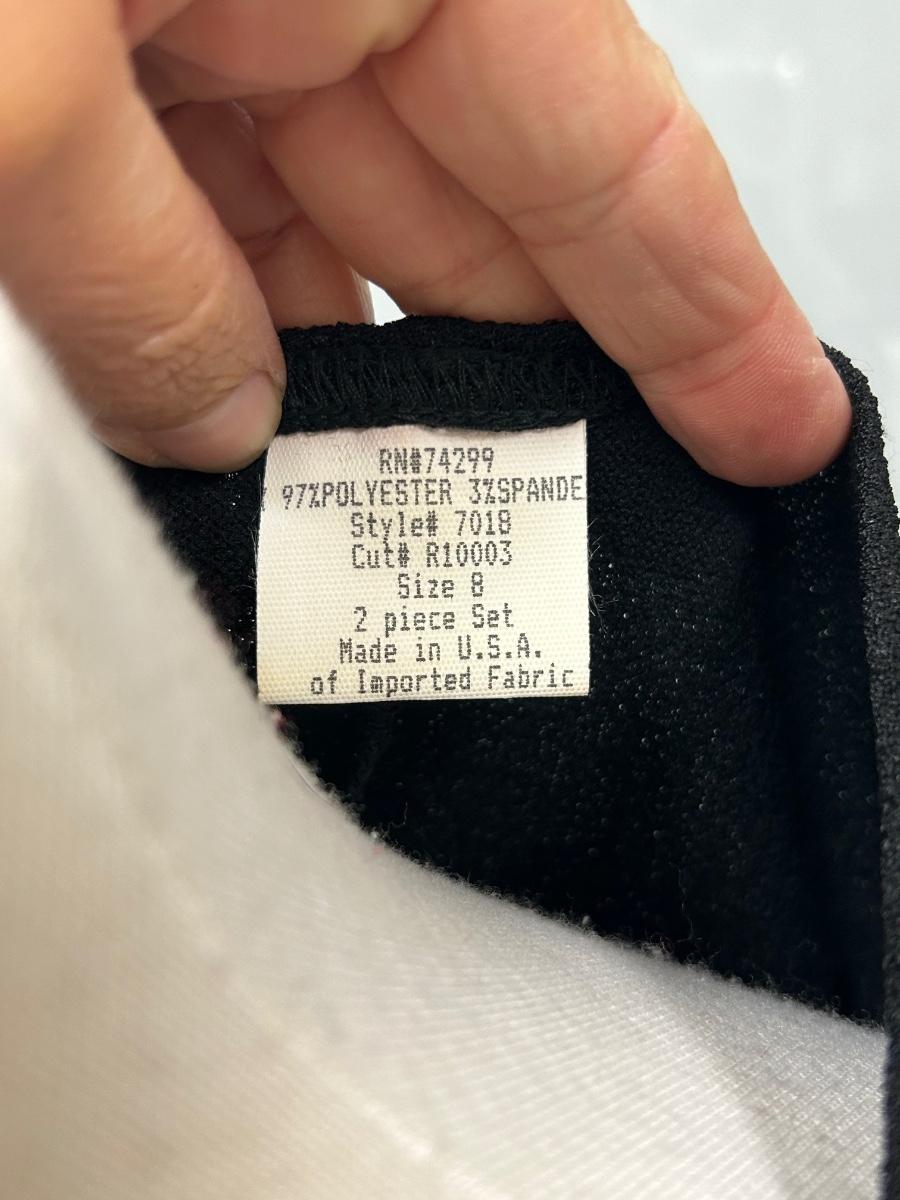 RN#74299
97%POLYESTER 3%SPANDE
Style# 7018
Cut# R10003
Size 8
2 piece Set
Made in U.S.A.
of Imported Fabric